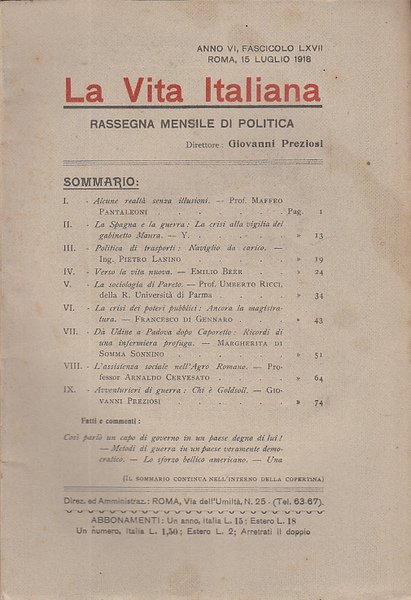 ANNO VI, FASCICOLO LXVII
ROMA, 15 LUGLIO 1918
La Vita Italiana
RASSEGNA MENSILE DI POLITICA
Direttore: Giovanni Preziosi
SOMMARIO:
I. - Alcune realtà senza illusioni. — Prof. MAFFEO
PANTALEONI . . . . . . . Pag. 1
II. - La Spagna e la guerra: La crisi alla vigilia del
gabinetto Maura. — Y. . . . . . » 13
III. - Politica di trasporti: Naviglio da carico. —
Ing. PIETRO LANINO . . . . . » 19
IV. - Verso la vita nuova. — EMILIO BEER . . » 24
V. - La sociologia di Pareto. — Prof. UMBERTO RICCI,
della R. Università di Parma . . . . » 34
VI. - La crisi dei poteri pubblici: Ancora la magistra-
tura. — FRANCESCO DI GENNARO . . . » 43
VII. - Da Udine a Padova dopo Caporetto: Ricordi di
una infermiera profuga. — MARGHERITA DI
SOMMA SONNINO . . . . . . » 51
VIII. - L'assistenza sociale nell'Agro Romano. — Pro-
fessor ARNALDO CERVESATO . . . . » 64
IX. - Avventurieri di guerra: Chi è Goldsoll. — GIO-
VANNI PREZIOSI . . . . . . » 74
Fatti e commenti:
Così parlò un capo di governo in un paese degno di lui!
— Metodi di guerra in un paese veramente demo-
cratico. — Lo sforzo bellico americano. — Una
(IL SOMMARIO CONTINUA NELL'INTERNO DELLA COPERTINA)
Direz. ed Amministraz.: ROMA, Via dell'Umiltà, N. 25 - (Tel. 63-67).
ABBONAMENTI: Un anno, Italia L. 15; Estero L. 18
Un numero, Italia L. 1,50; Estero L. 2; Arretrati il doppio